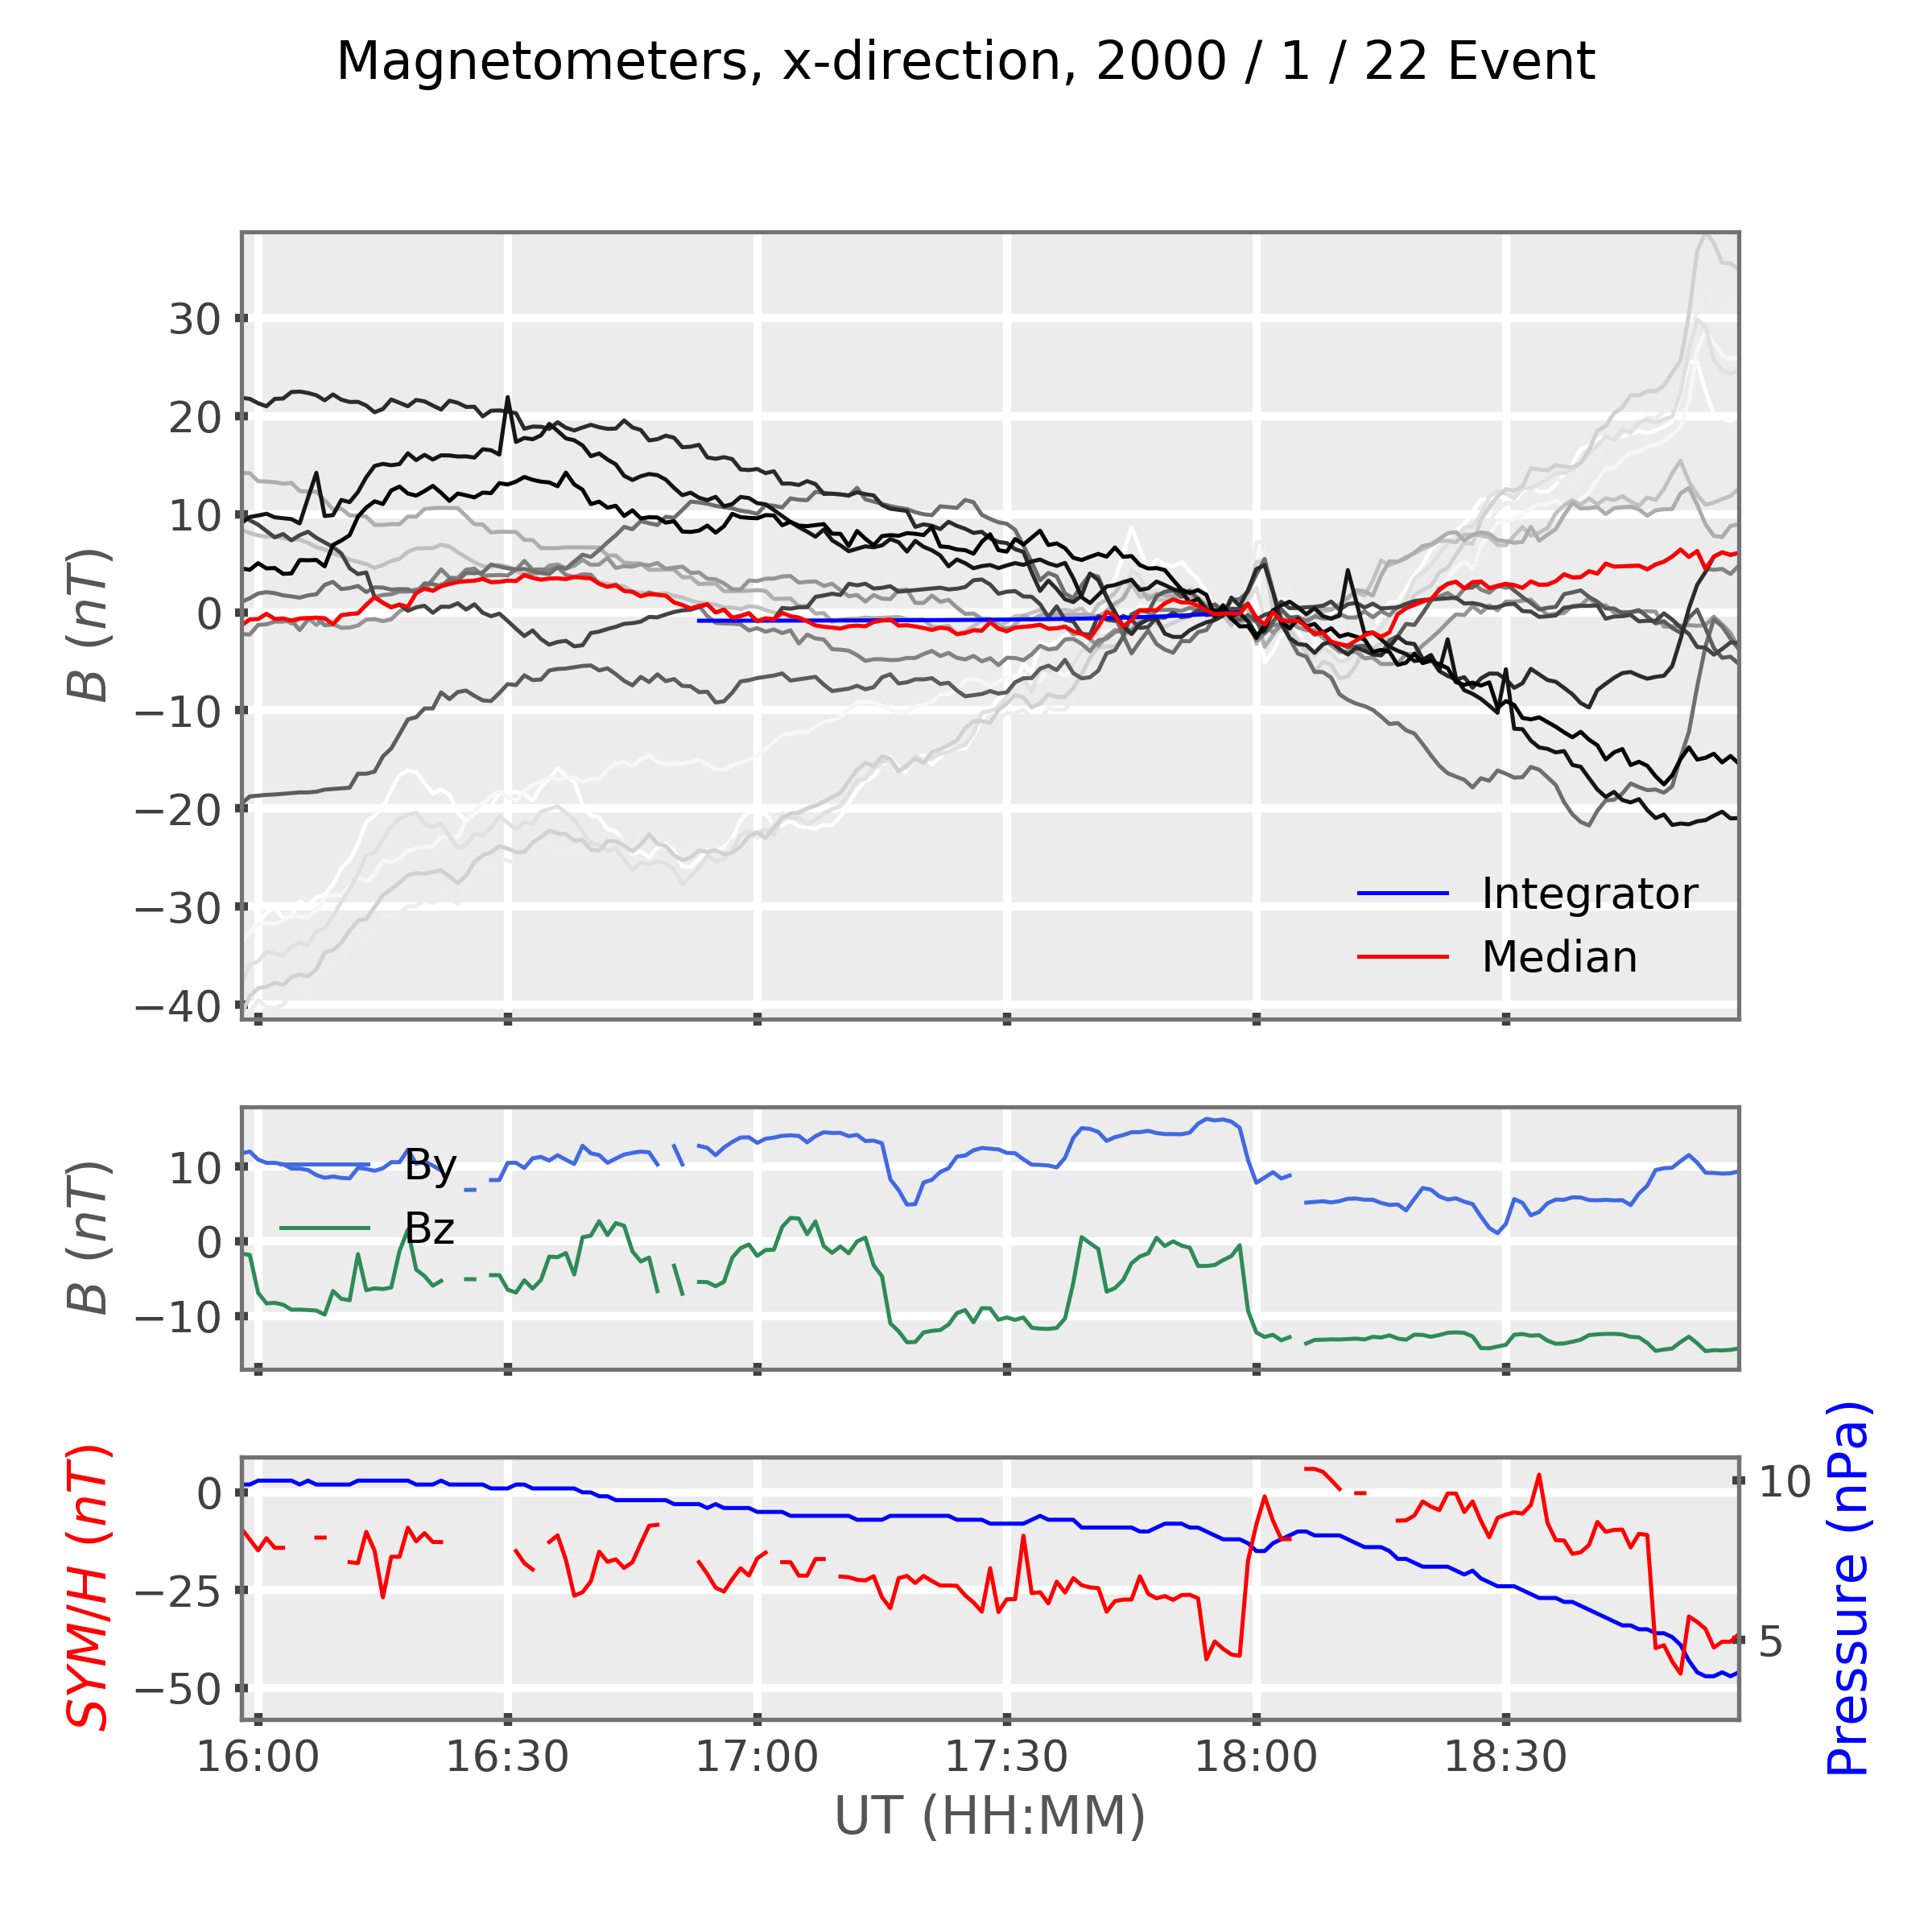 Magnetometers, x-direction, 2000 / 1 / 22 Event
B (nT)
30
20
10
0
−10
−20
−30
−40
Integrator
Median
B (nT)
10
0
−10
By
Bz
SYM/H (nT)
0
−25
−50
10
5
Pressure (nPa)
16:00 16:30 17:00 17:30 18:00 18:30
UT (HH:MM)